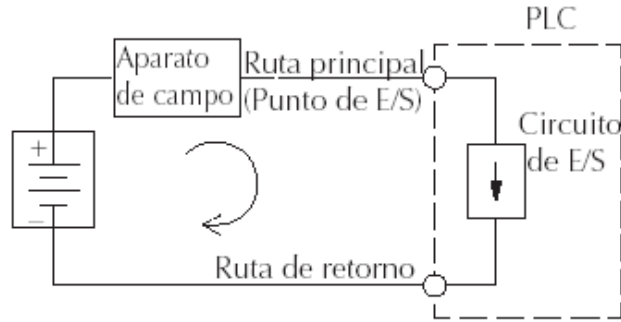 PLC
Aparato
de campo
Ruta principal
(Punto de E/S)
Circuito
de E/S
+
–
Ruta de retorno